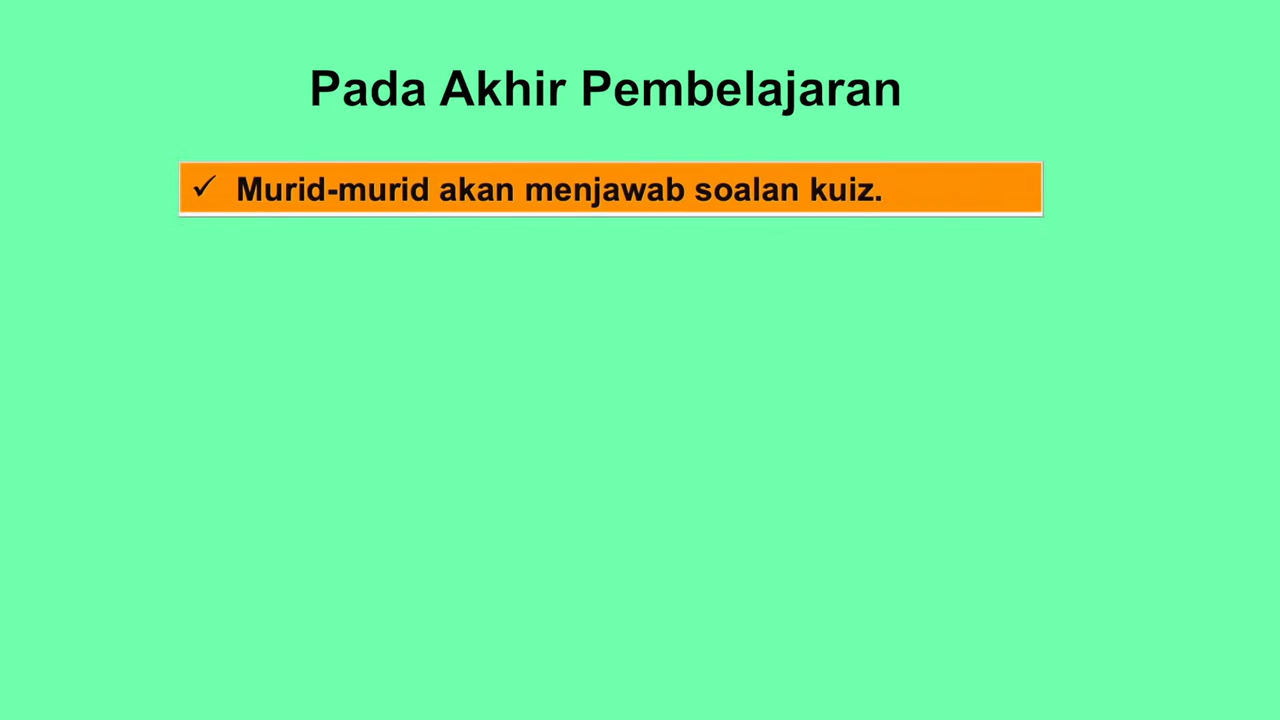 Pada Akhir Pembelajaran
✓ Murid-murid akan menjawab soalan kuiz.